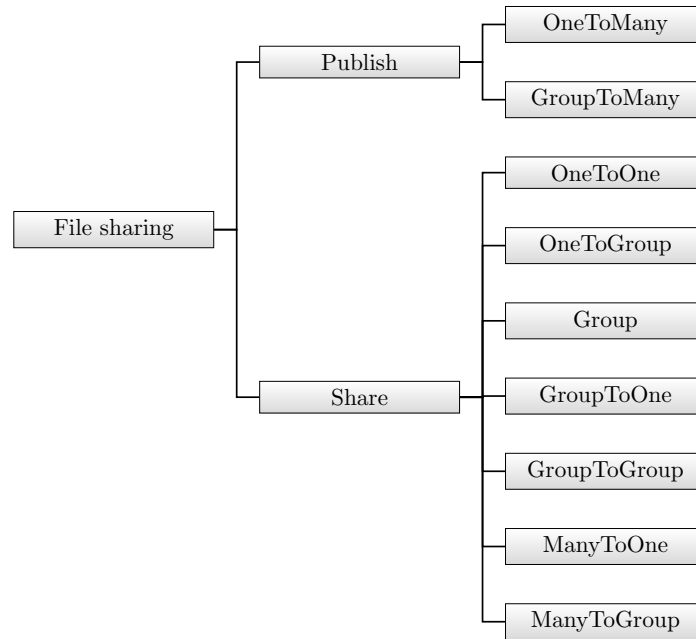 OneToMany
Publish
GroupToMany
OneToOne
File sharing
OneToGroup
Group
Share
GroupToOne
GroupToGroup
ManyToOne
ManyToGroup